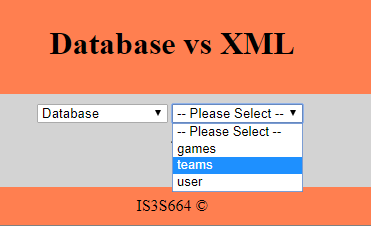 Database vs XML
Database -- Please Select --
-- Please Select --
games
teams
user
IS3S664 ©